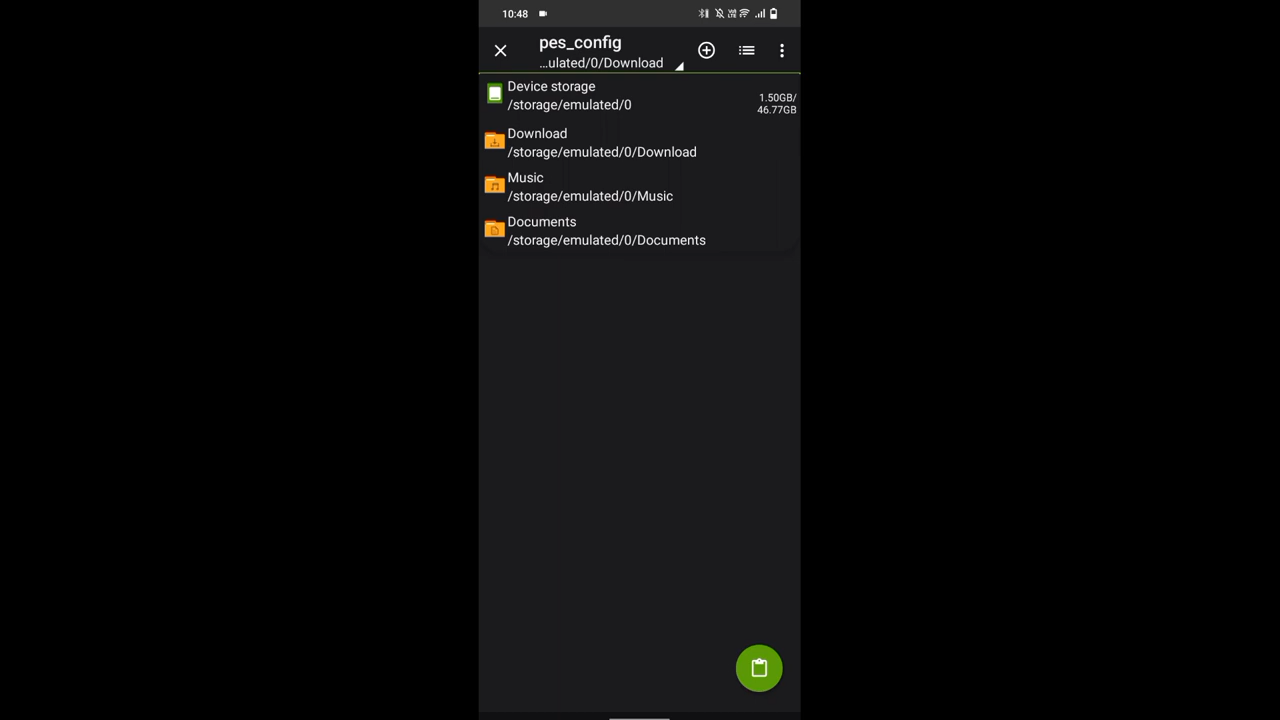 10:48
pes_config
...ulated/0/Download
Device storage
/storage/emulated/0
1.50GB/
46.77GB
Download
/storage/emulated/0/Download
Music
/storage/emulated/0/Music
Documents
/storage/emulated/0/Documents